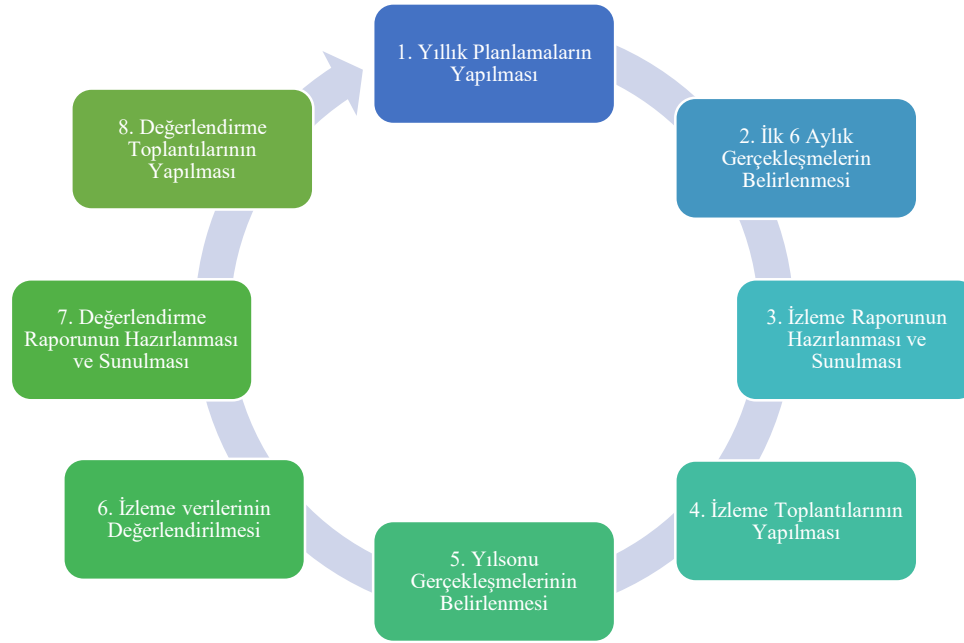 1. Yıllık Planlamaların
Yapılması
2. İlk 6 Aylık
Gerçekleşmelerin
Belirlenmesi
3. İzleme Raporunun
Hazırlanması ve
Sunulması
4. İzleme Toplantılarının
Yapılması
5. Yılsonu
Gerçekleşmelerinin
Belirlenmesi
6. İzleme verilerinin
Değerlendirilmesi
7. Değerlendirme
Raporunun Hazırlanması
ve Sunulması
8. Değerlendirme
Toplantılarının
Yapılması